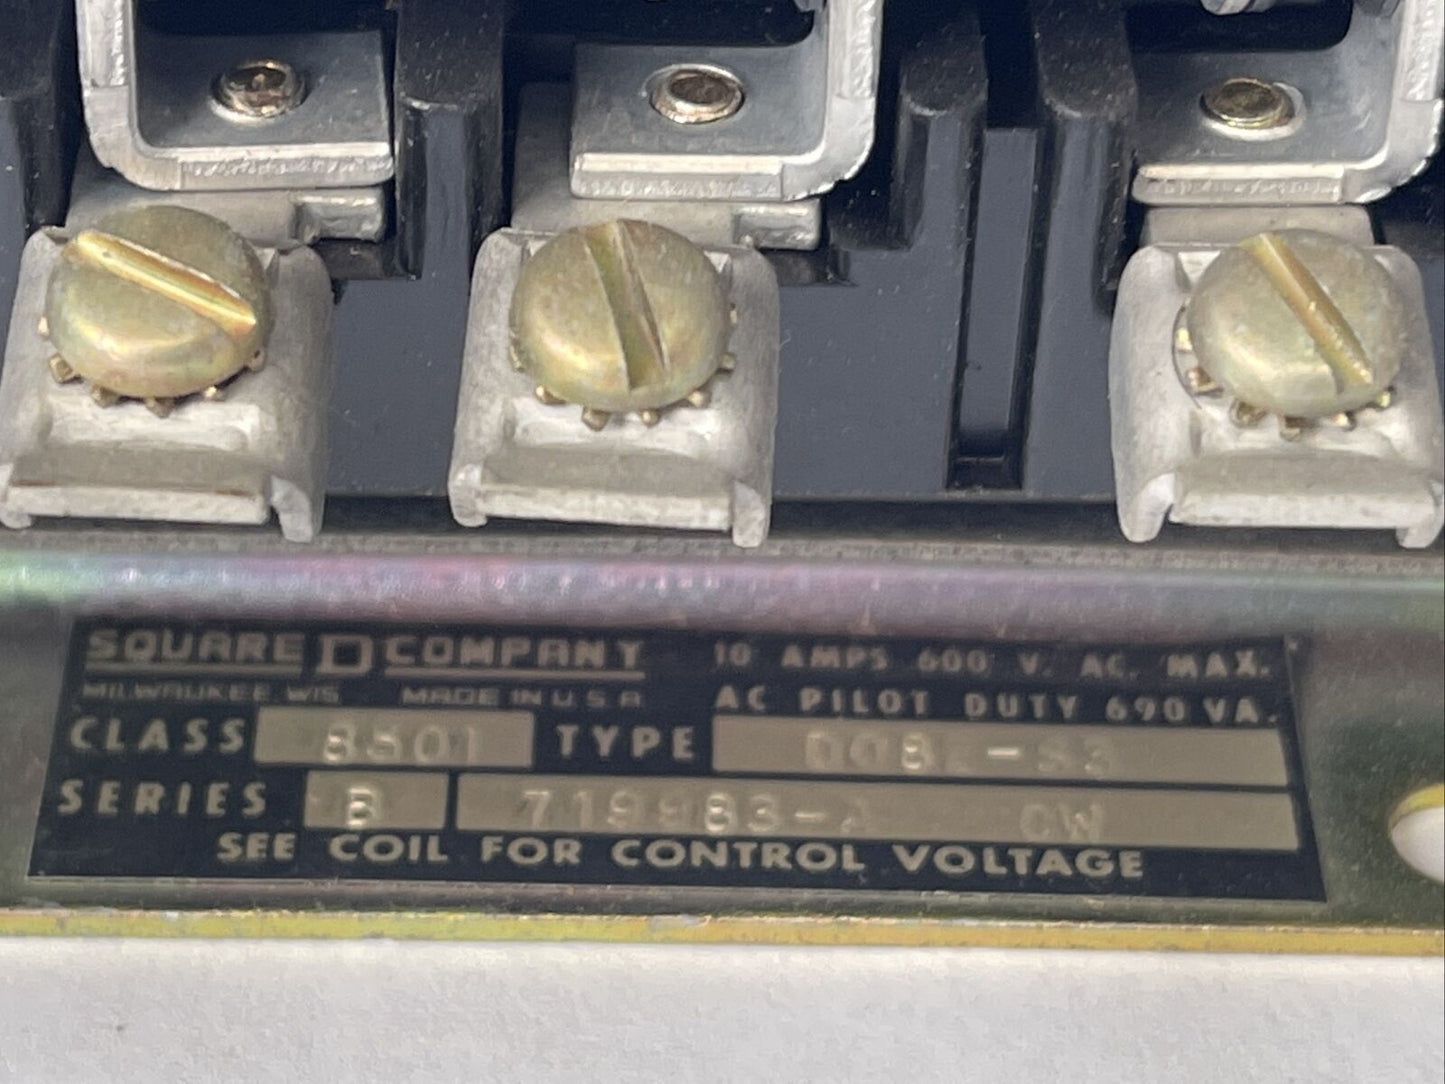 SQUARE D COMPANY
MILWAUKEE WIS MADE IN U S A
10 AMPS 600 V. AC. MAX.
AC PILOT DUTY 690 VA.
CLASS 8501 TYPE
SERIES B CW
SEE COIL FOR CONTROL VOLTAGE